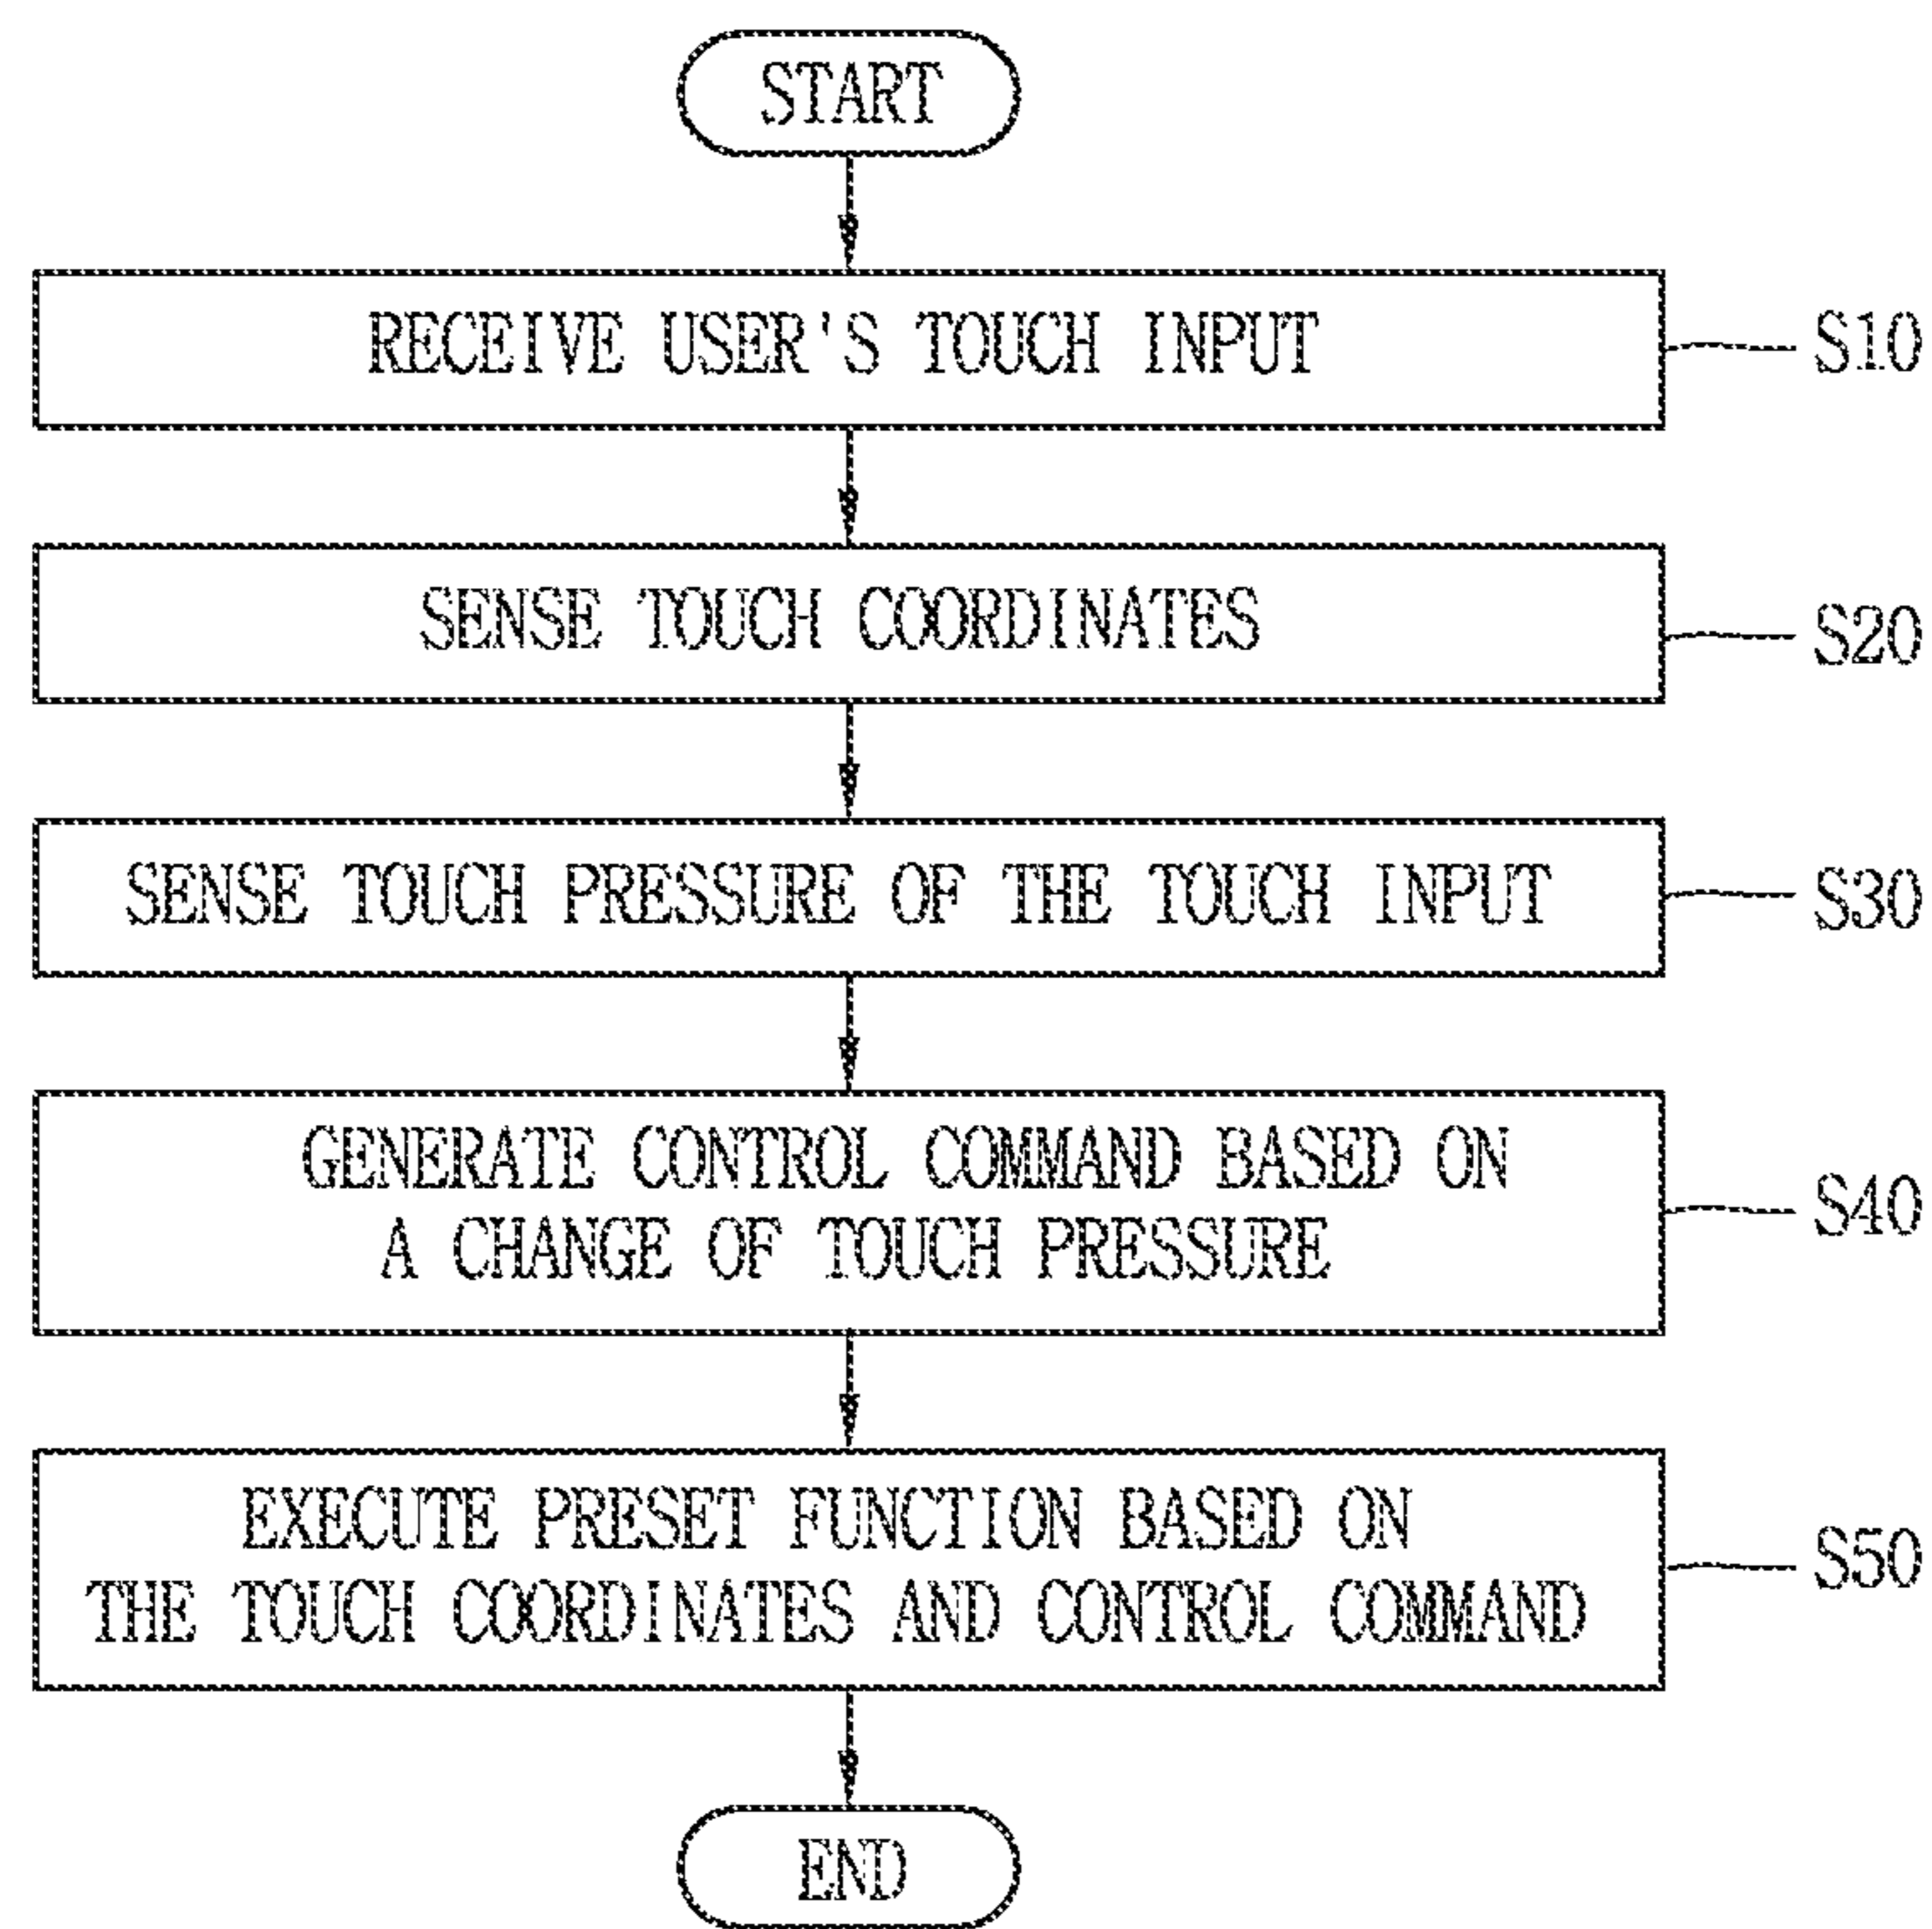 START
RECEIVE USER'S TOUCH INPUT
S10
SENSE TOUCH COORDINATES
S20
SENSE TOUCH PRESSURE OF THE TOUCH INPUT
S30
GENERATE CONTROL COMMAND BASED ON
A CHANGE OF TOUCH PRESSURE
S40
EXECUTE PRESET FUNCTION BASED ON
THE TOUCH COORDINATES AND CONTROL COMMAND
S50
END